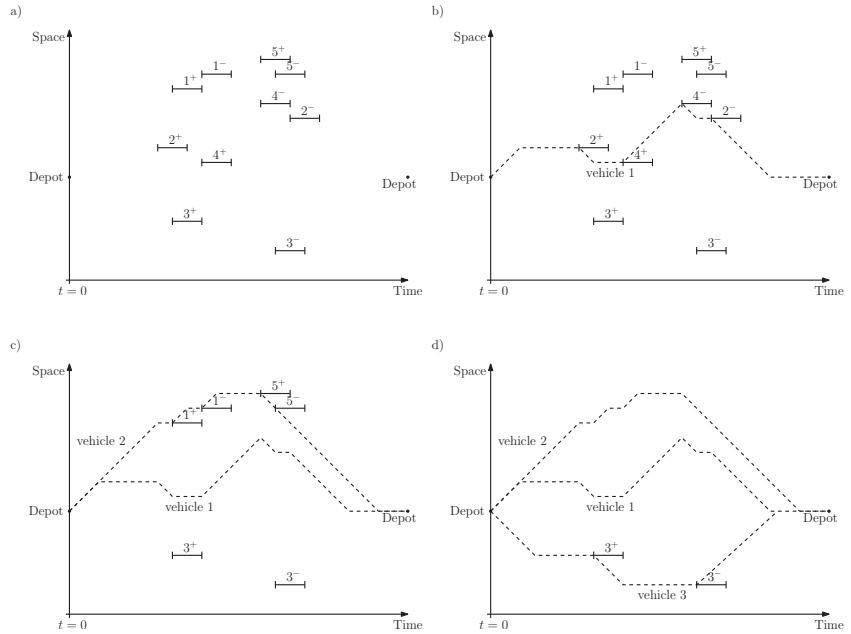 a)
Space
5⁺
1⁻
5⁻
1⁺
4⁻
2⁻
2⁺
4⁺
Depot
Depot
3⁺
3⁻
t = 0
Time
b)
Space
5⁺
1⁻
5⁻
1⁺
4⁻
2⁻
2⁺
4⁺
vehicle 1
Depot
Depot
3⁺
3⁻
t = 0
Time
c)
Space
5⁺
1⁻
5⁻
1⁺
vehicle 2
vehicle 1
Depot
Depot
3⁺
3⁻
t = 0
Time
d)
Space
vehicle 2
vehicle 1
Depot
Depot
3⁺
3⁻
vehicle 3
t = 0
Time